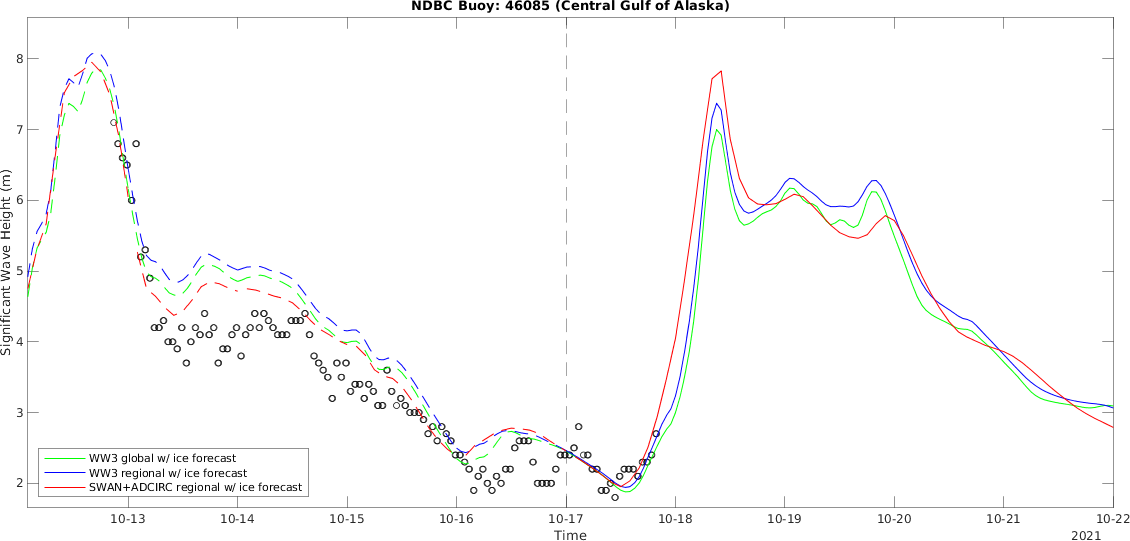 NDBC Buoy: 46085 (Central Gulf of Alaska)
Significant Wave Height (m)
8
7
6
5
4
3
2
WW3 global w/ ice forecast
WW3 regional w/ ice forecast
SWAN+ADCIRC regional w/ ice forecast
10-13 10-14 10-15 10-16 10-17 10-18 10-19 10-20 10-21 10-22
Time
2021